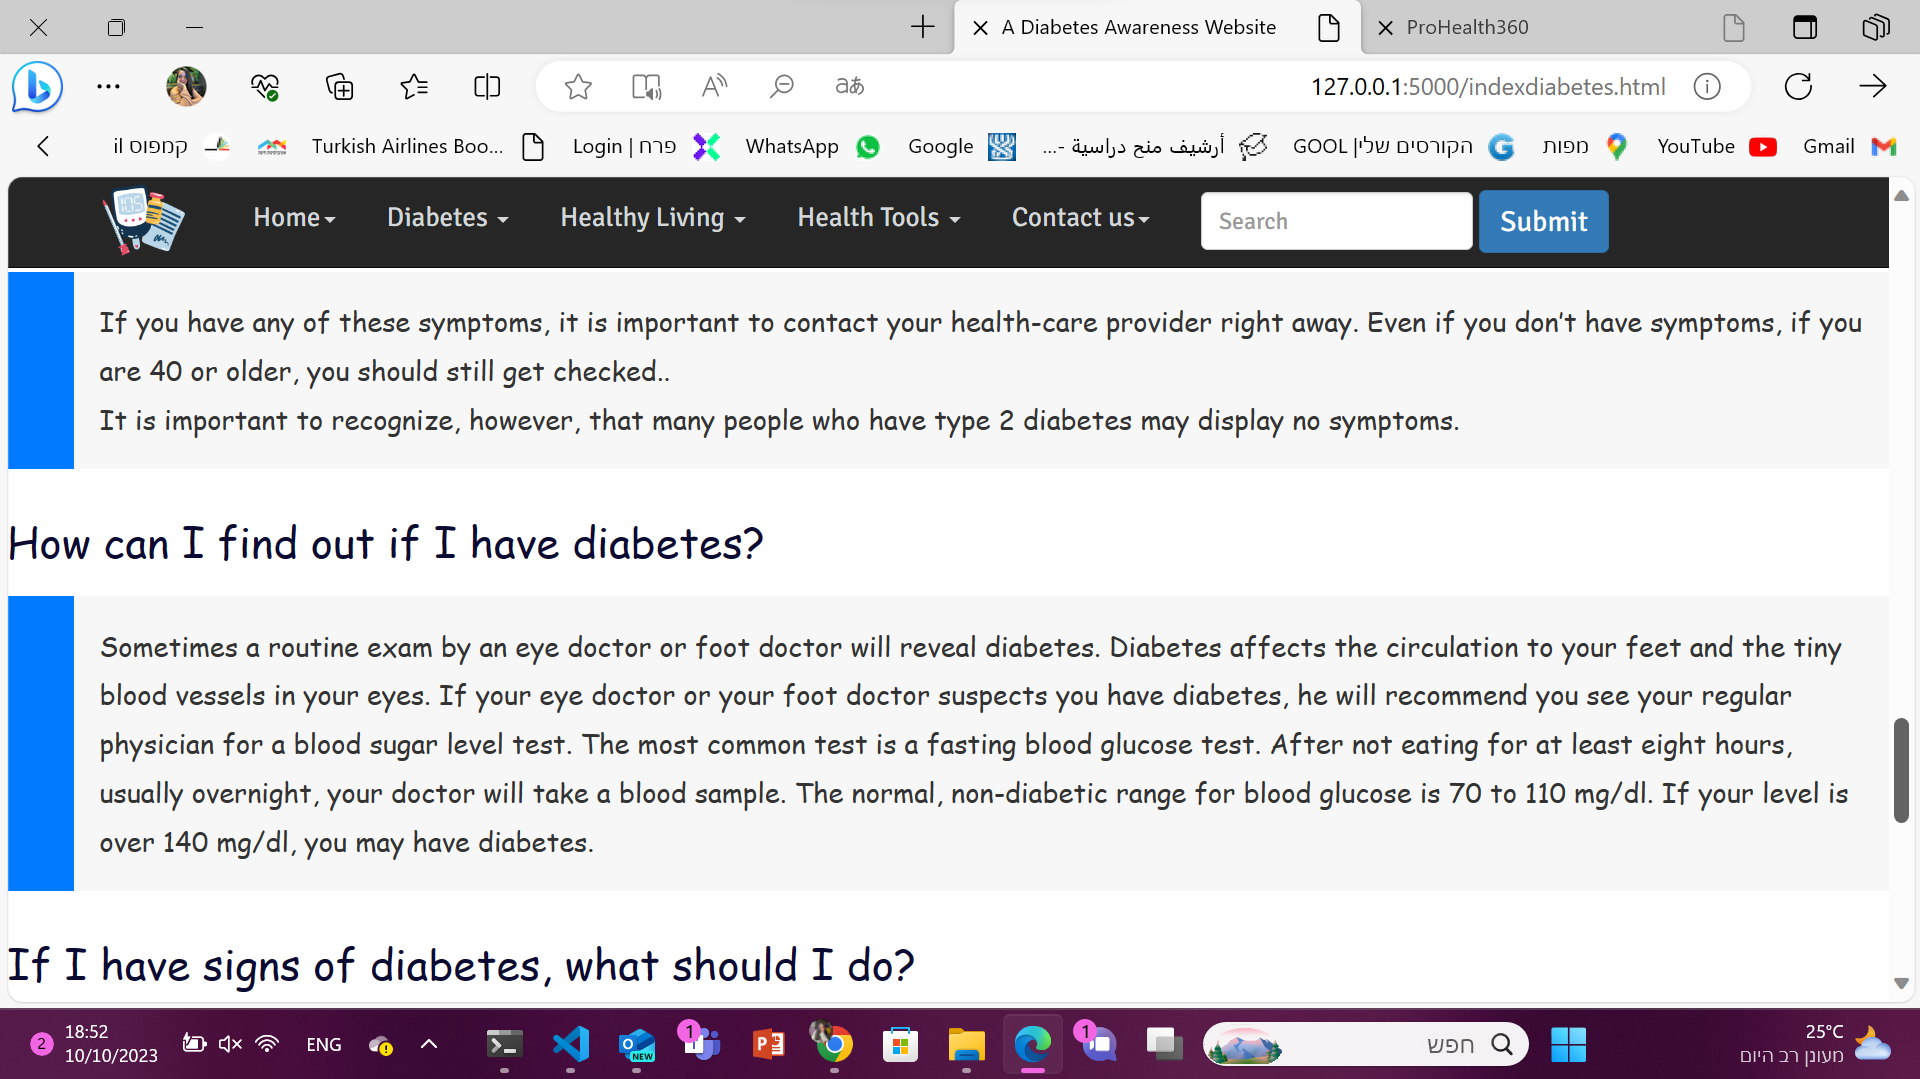 A Diabetes Awareness Website
ProHealth360
127.0.0.1:5000/indexdiabetes.html
קמפוס il
Turkish Airlines Boo...
Login | פרח
WhatsApp
Google
أرشيف منح دراسية -...
הקורסים שלי| GOOL
מפות
YouTube
Gmail
Home
Diabetes
Healthy Living
Health Tools
Contact us
Search
Submit
If you have any of these symptoms, it is important to contact your health-care provider right away. Even if you don't have symptoms, if you
are 40 or older, you should still get checked..
It is important to recognize, however, that many people who have type 2 diabetes may display no symptoms.
How can I find out if I have diabetes?
Sometimes a routine exam by an eye doctor or foot doctor will reveal diabetes. Diabetes affects the circulation to your feet and the tiny
blood vessels in your eyes. If your eye doctor or your foot doctor suspects you have diabetes, he will recommend you see your regular
physician for a blood sugar level test. The most common test is a fasting blood glucose test. After not eating for at least eight hours,
usually overnight, your doctor will take a blood sample. The normal, non-diabetic range for blood glucose is 70 to 110 mg/dl. If your level is
over 140 mg/dl, you may have diabetes.
If I have signs of diabetes, what should I do?
2
18:52
10/10/2023
ENG
NEW
1
1
חפש
25°C
מעונן רב היום